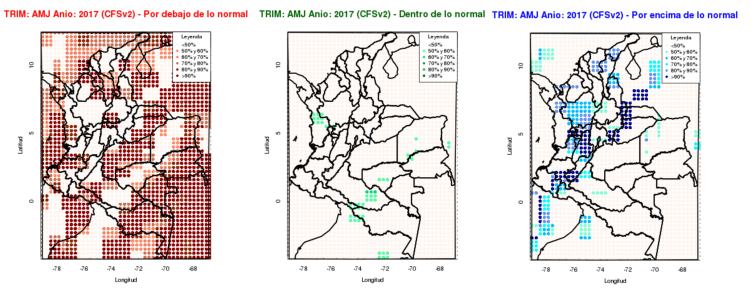 TRIM: AMJ Anio: 2017 (CFSv2) - Por debajo de lo normal
TRIM: AMJ Anio: 2017 (CFSv2) - Dentro de lo normal
TRIM: AMJ Anio: 2017 (CFSv2) - Por encima de lo normal
Leyenda
<50%
50% y 60%
60% y 70%
70% y 80%
80% y 90%
>90%
Leyenda
<50%
50% y 60%
60% y 70%
70% y 80%
80% y 90%
>90%
Leyenda
<50%
50% y 60%
60% y 70%
70% y 80%
80% y 90%
>90%
Latitud
10
5
0
Latitud
10
5
0
Latitud
10
5
0
-78 -76 -74 -72 -70 -68
-78 -76 -74 -72 -70 -68
-78 -76 -74 -72 -70 -68
Longitud
Longitud
Longitud